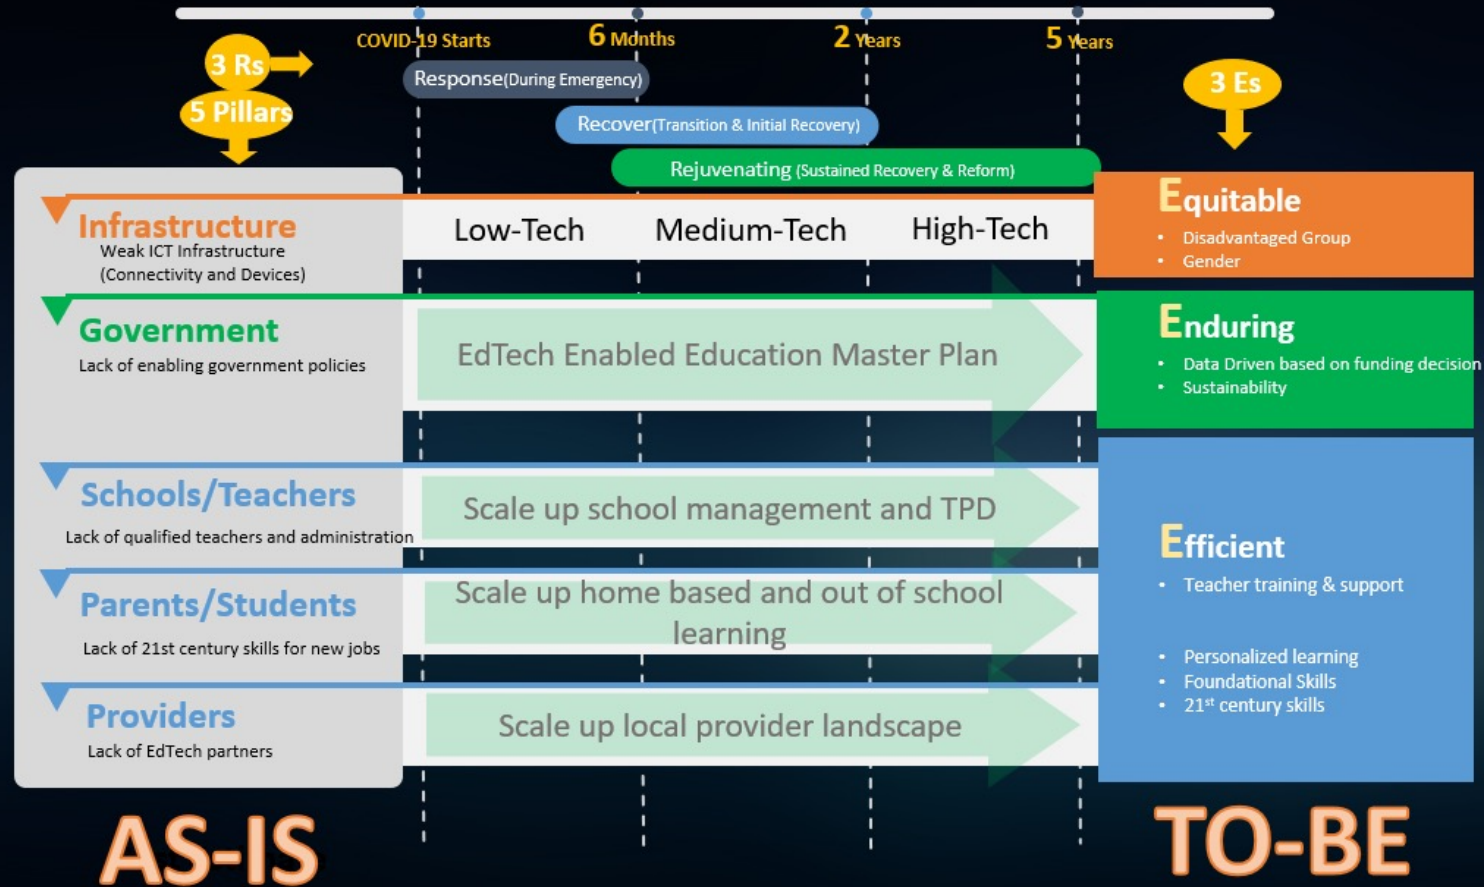 COVID-19 Starts
6 Months
2 Years
5 Years
3 Rs
5 Pillars
3 Es
Response(During Emergency)
Recover(Transition & Initial Recovery)
Rejuvenating (Sustained Recovery & Reform)
Infrastructure
Weak ICT Infrastructure
(Connectivity and Devices)
Low-Tech
Medium-Tech
High-Tech
Equitable
• Disadvantaged Group
• Gender
Government
Lack of enabling government policies
EdTech Enabled Education Master Plan
Enduring
• Data Driven based on funding decision
• Sustainability
Schools/Teachers
Lack of qualified teachers and administration
Scale up school management and TPD
Parents/Students
Lack of 21st century skills for new jobs
Scale up home based and out of school
learning
Providers
Lack of EdTech partners
Scale up local provider landscape
Efficient
• Teacher training & support
• Personalized learning
• Foundational Skills
• 21st century skills
AS-IS
TO-BE